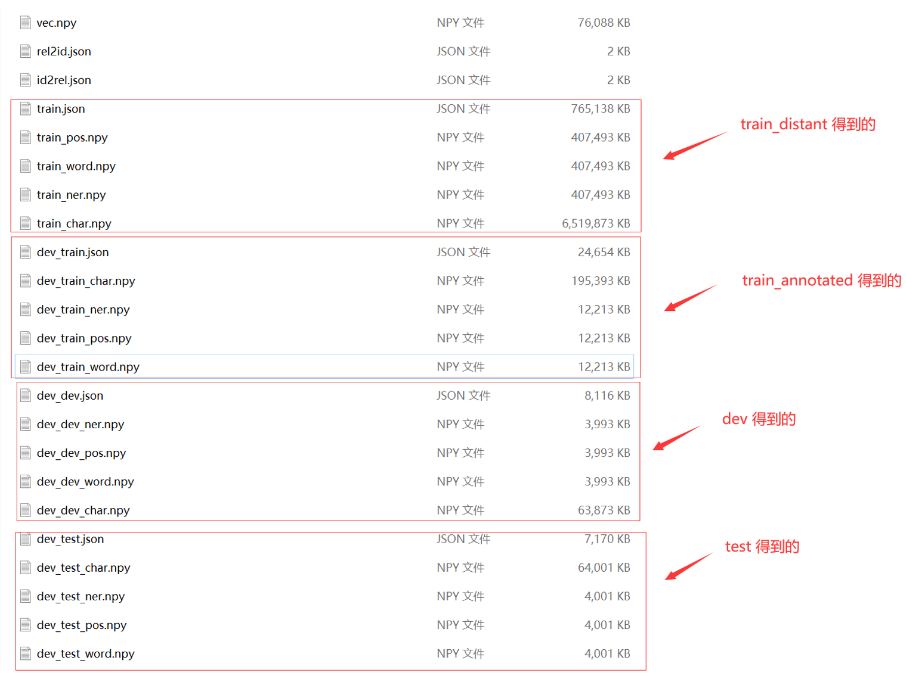 vec.npy NPY 文件 76,088 KB
rel2id.json JSON 文件 2 KB
id2rel.json JSON 文件 2 KB
train.json JSON 文件 765,138 KB
train_distant 得到的
train_pos.npy NPY 文件 407,493 KB
train_word.npy NPY 文件 407,493 KB
train_ner.npy NPY 文件 407,493 KB
train_char.npy NPY 文件 6,519,873 KB
dev_train.json JSON 文件 24,654 KB
dev_train_char.npy NPY 文件 195,393 KB
train_annotated 得到的
dev_train_ner.npy NPY 文件 12,213 KB
dev_train_pos.npy NPY 文件 12,213 KB
dev_train_word.npy NPY 文件 12,213 KB
dev_dev.json JSON 文件 8,116 KB
dev_dev_ner.npy NPY 文件 3,993 KB
dev 得到的
dev_dev_pos.npy NPY 文件 3,993 KB
dev_dev_word.npy NPY 文件 3,993 KB
dev_dev_char.npy NPY 文件 63,873 KB
dev_test.json JSON 文件 7,170 KB
test 得到的
dev_test_char.npy NPY 文件 64,001 KB
dev_test_ner.npy NPY 文件 4,001 KB
dev_test_pos.npy NPY 文件 4,001 KB
dev_test_word.npy NPY 文件 4,001 KB